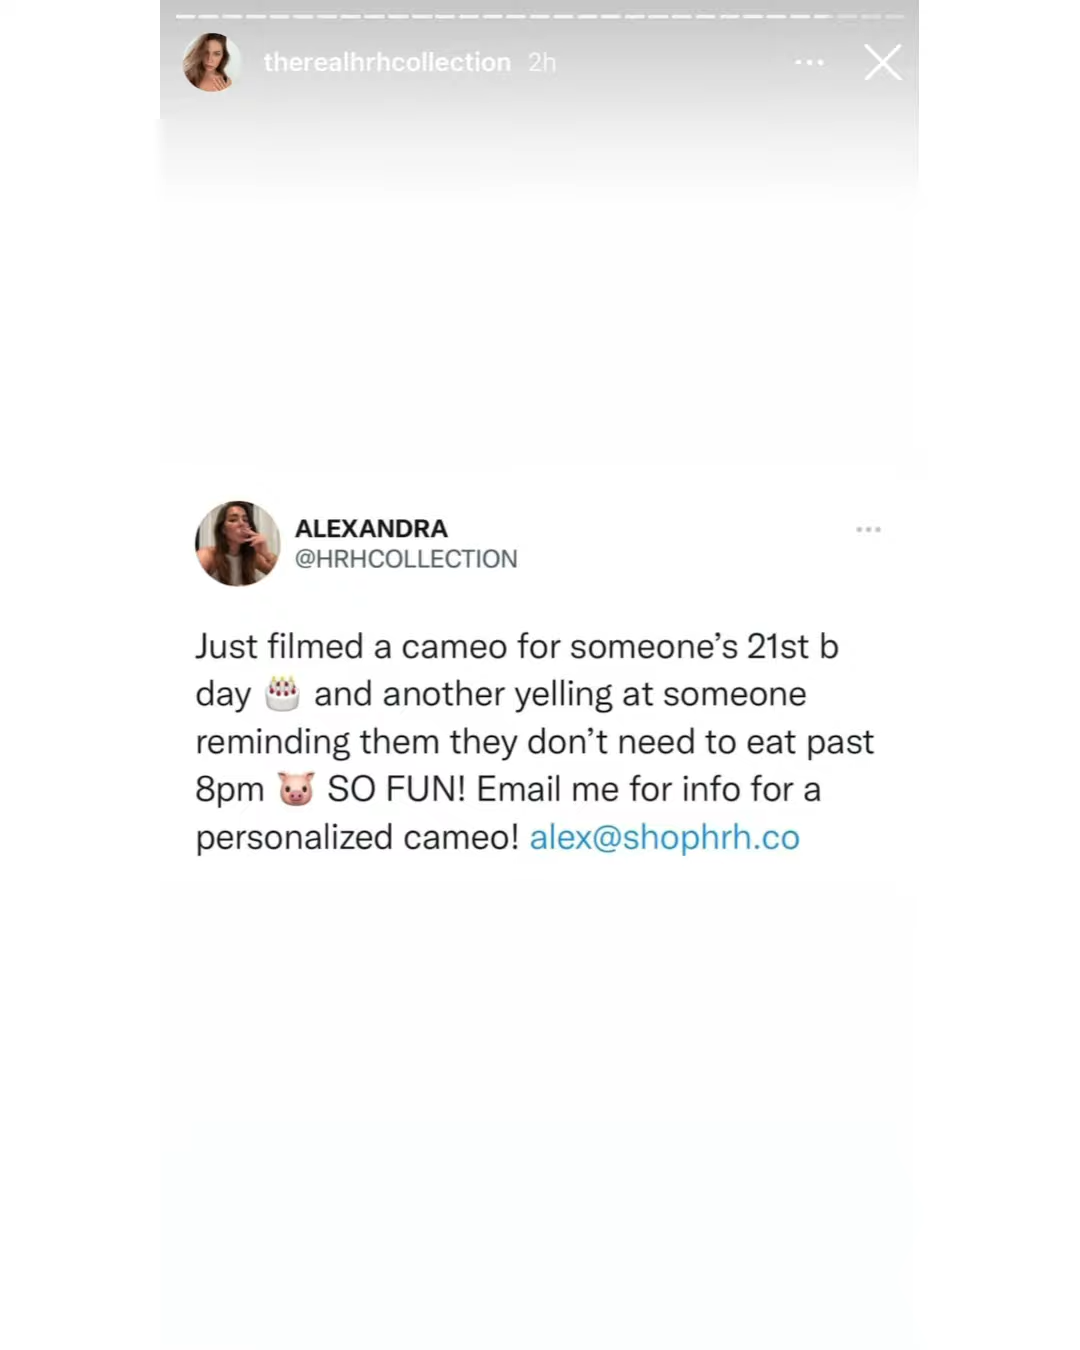 therealhrhcollection 2h
ALEXANDRA
@HRHCOLLECTION
Just filmed a cameo for someone’s 21st b
day 🎂 and another yelling at someone
reminding them they don’t need to eat past
8pm 🐷 SO FUN! Email me for info for a
personalized cameo! alex@shophrh.co